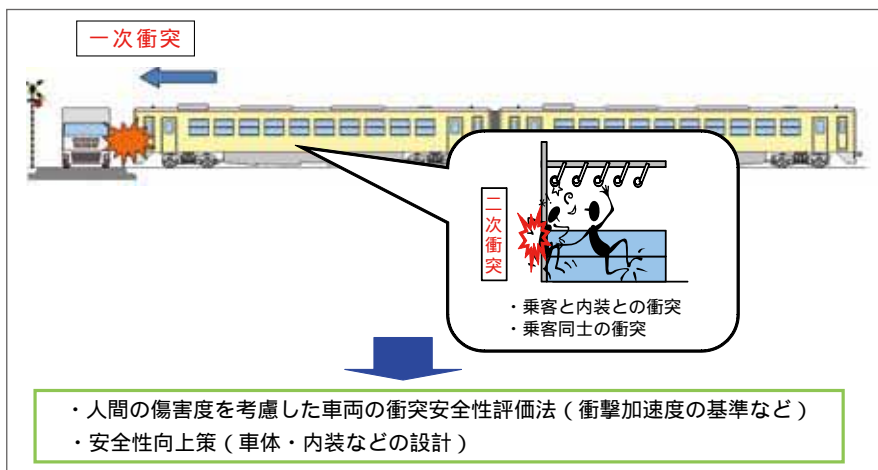 一次衝突
二次衝突
・乗客と内装との衝突
・乗客同士の衝突
・人間の傷害度を考慮した車両の衝突安全性評価法（衝撃加速度の基準など）
・安全性向上策（車体・内装などの設計）